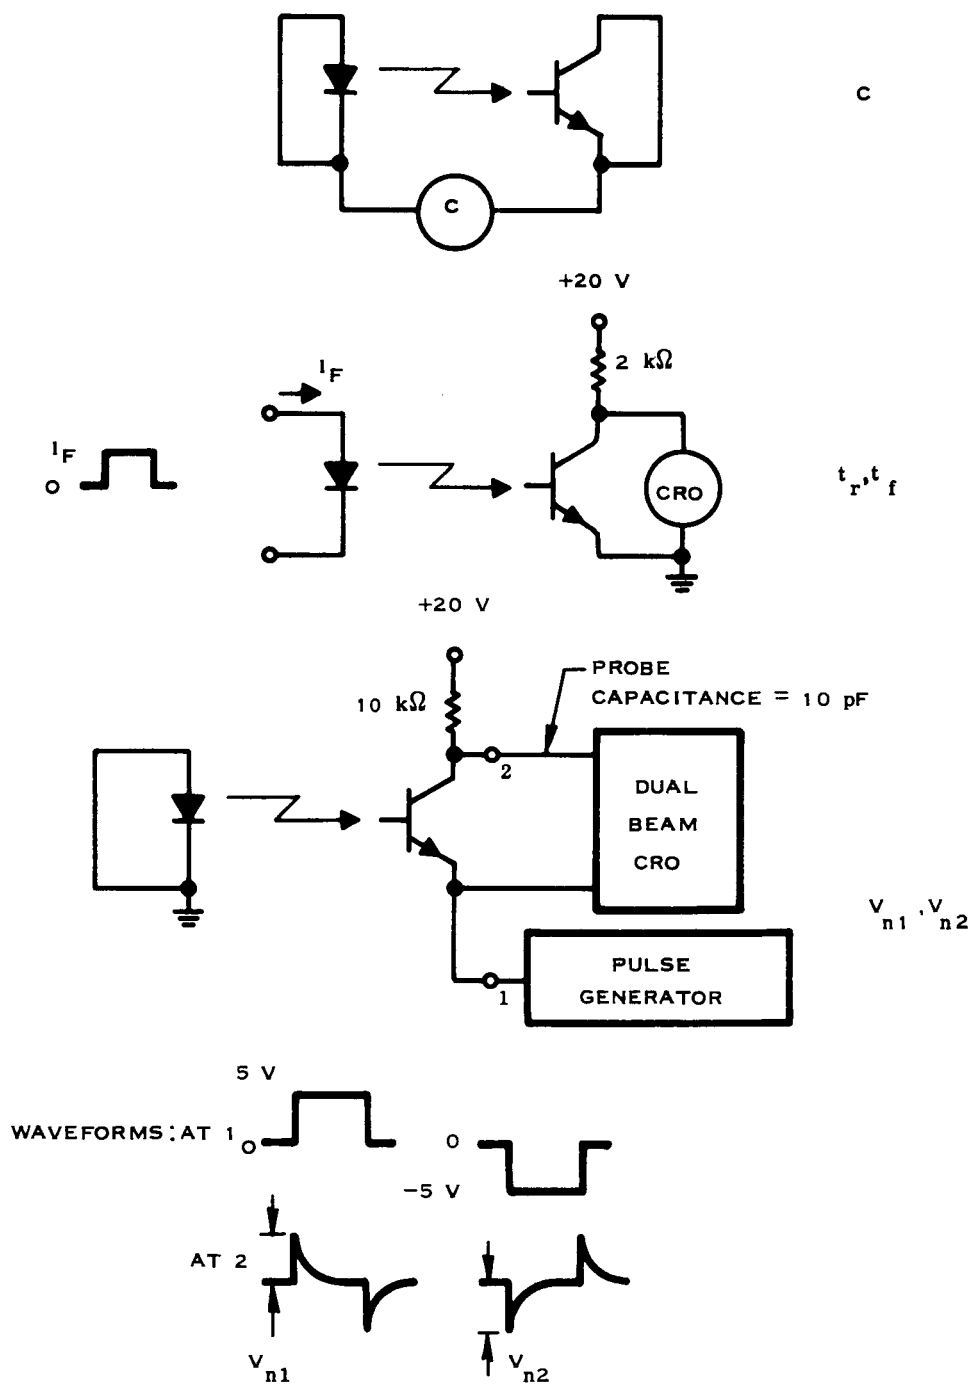 C
C
+20 V
2 kΩ
I_F
I_F
0
CRO
t_r, t_f
+20 V
10 kΩ
PROBE
CAPACITANCE = 10 pF
2
DUAL
BEAM
CRO
V_n1, V_n2
PULSE
GENERATOR
1
5 V
WAVEFORMS: AT 1
0
0
-5 V
AT 2
V_n1
V_n2